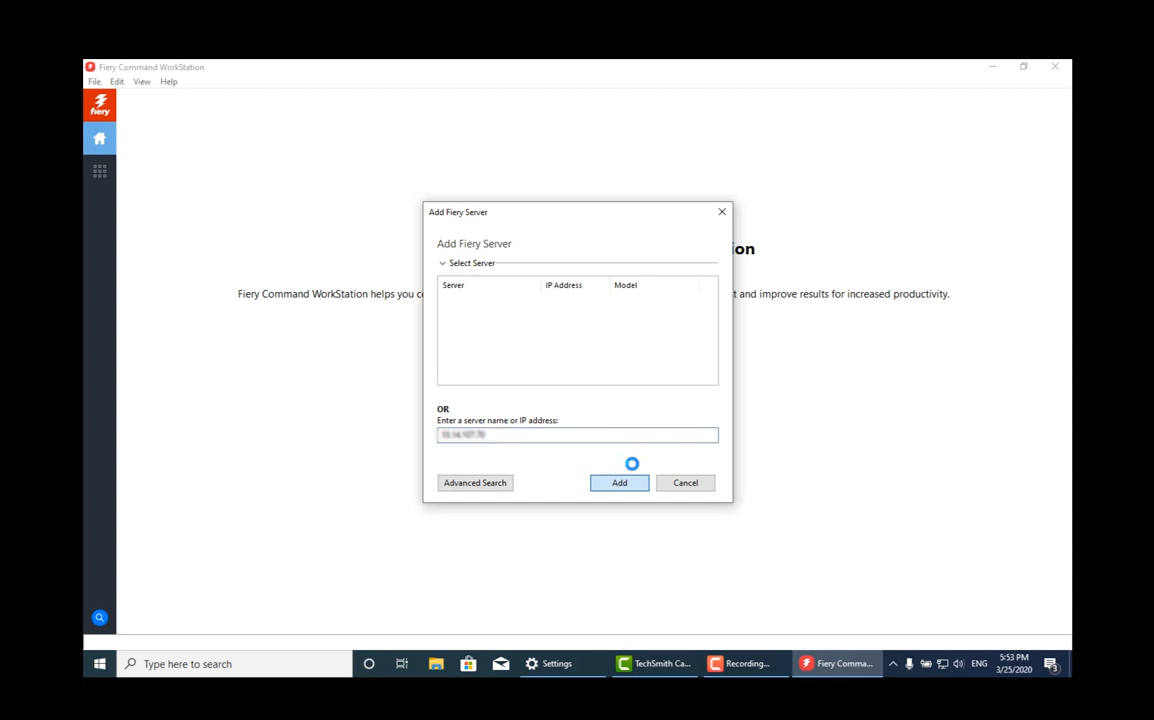 Fiery Command WorkStation
File Edit View Help
fiery
Add Fiery Server
Add Fiery Server
ion
Select Server
Server IP Address Model
Fiery Command WorkStation helps you c
t and improve results for increased productivity.
OR
Enter a server name or IP address:
Advanced Search Add Cancel
Type here to search Settings TechSmith Ca... Recording... Fiery Comma... ENG 5:53 PM
3/25/2020 3